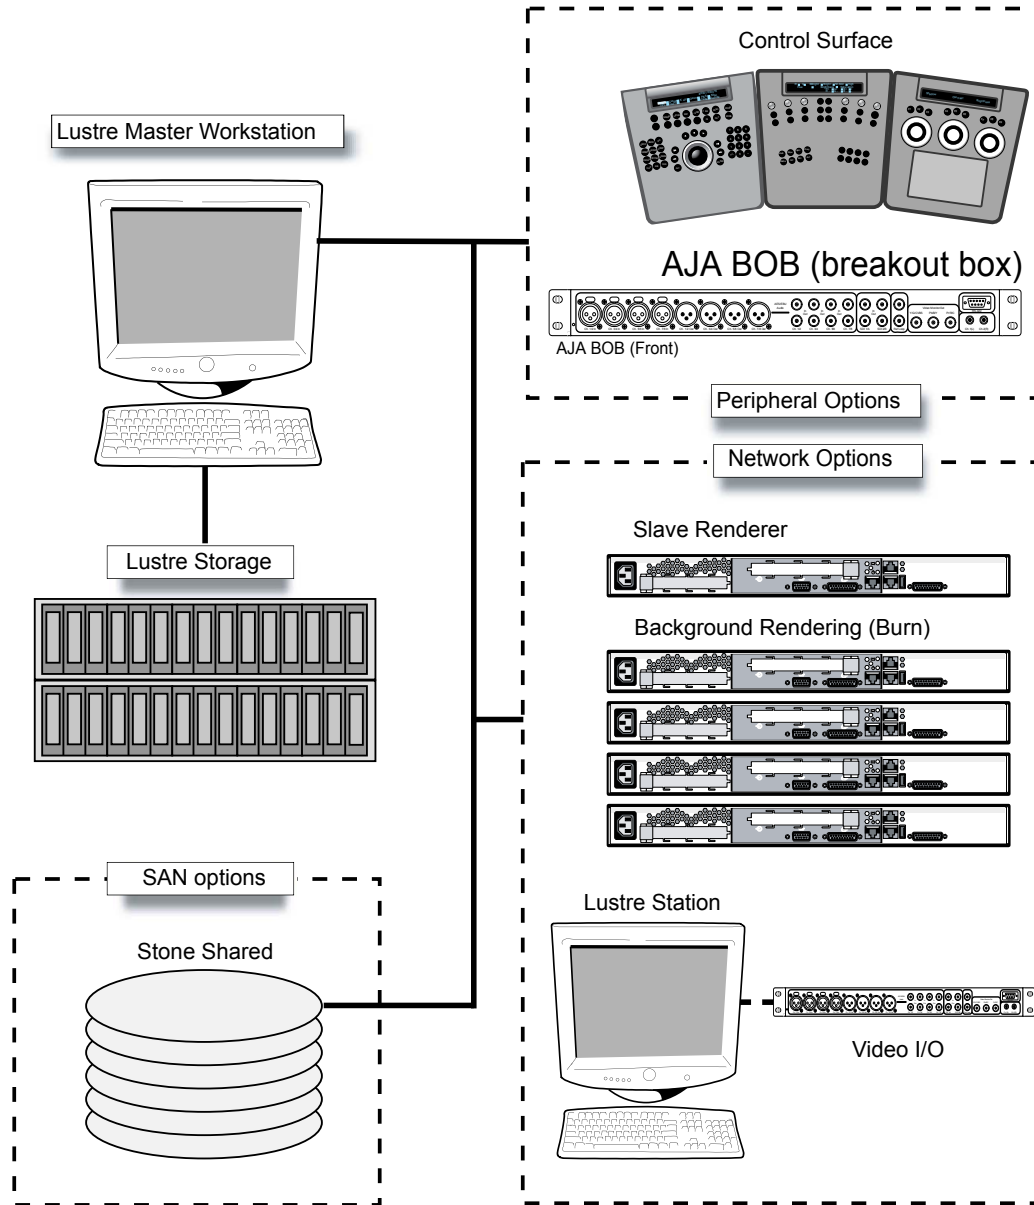 Control Surface
Lustre Master Workstation
AJA BOB (breakout box)
AJA BOB (Front)
Peripheral Options
Network Options
Slave Renderer
Lustre Storage
Background Rendering (Burn)
SAN options
Stone Shared
Lustre Station
Video I/O